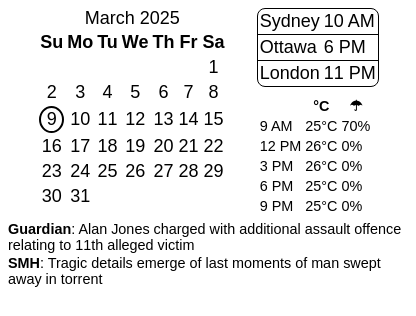 March 2025
Su Mo Tu We Th Fr Sa
1
2 3 4 5 6 7 8
9 10 11 12 13 14 15
16 17 18 19 20 21 22
23 24 25 26 27 28 29
30 31
Sydney 10 AM
Ottawa 6 PM
London 11 PM
°C ☂
9 AM 25°C 70%
12 PM 26°C 0%
3 PM 26°C 0%
6 PM 25°C 0%
9 PM 25°C 0%
Guardian: Alan Jones charged with additional assault offence
relating to 11th alleged victim
SMH: Tragic details emerge of last moments of man swept
away in torrent